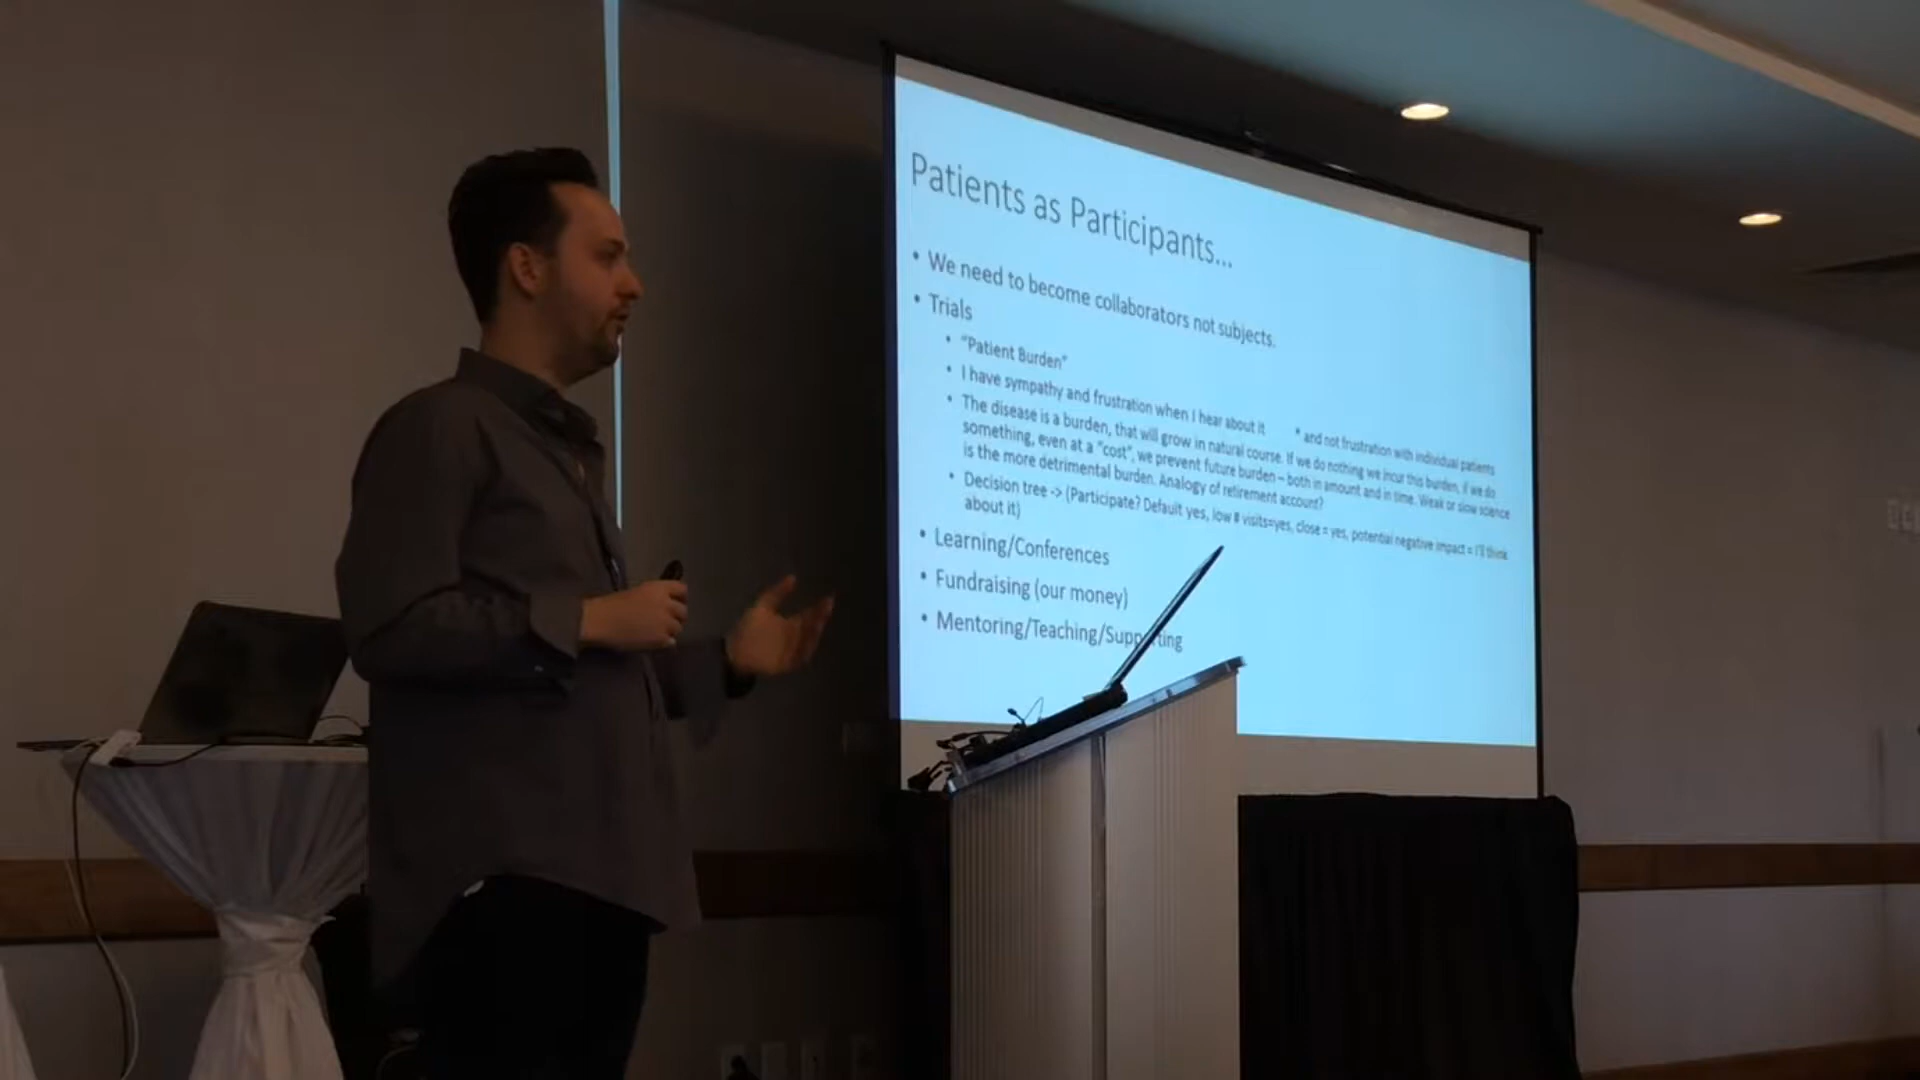 Patients as Participants...
• We need to become collaborators not subjects.
• Trials
• "Patient Burden"
• I have sympathy and frustration when I hear about it * and not frustration with individual patients
• The disease is a burden, that will grow in natural course. If we do nothing we incur this burden, if we do
something, even at a "cost", we prevent future burden – both in amount and in time. Weak or slow science
is the more detrimental burden. Analogy of retirement account?
• Decision tree -> (Participate? Default yes, low # visits=yes, close = yes, potential negative impact = I'll think
about it)
• Learning/Conferences
• Fundraising (our money)
• Mentoring/Teaching/Supporting